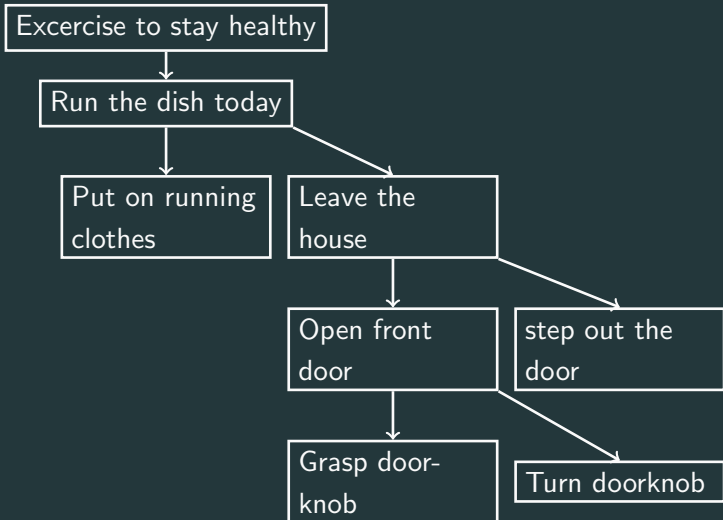 Excercise to stay healthy
Run the dish today
Put on running
clothes
Leave the
house
Open front
door
step out the
door
Grasp door-
knob
Turn doorknob